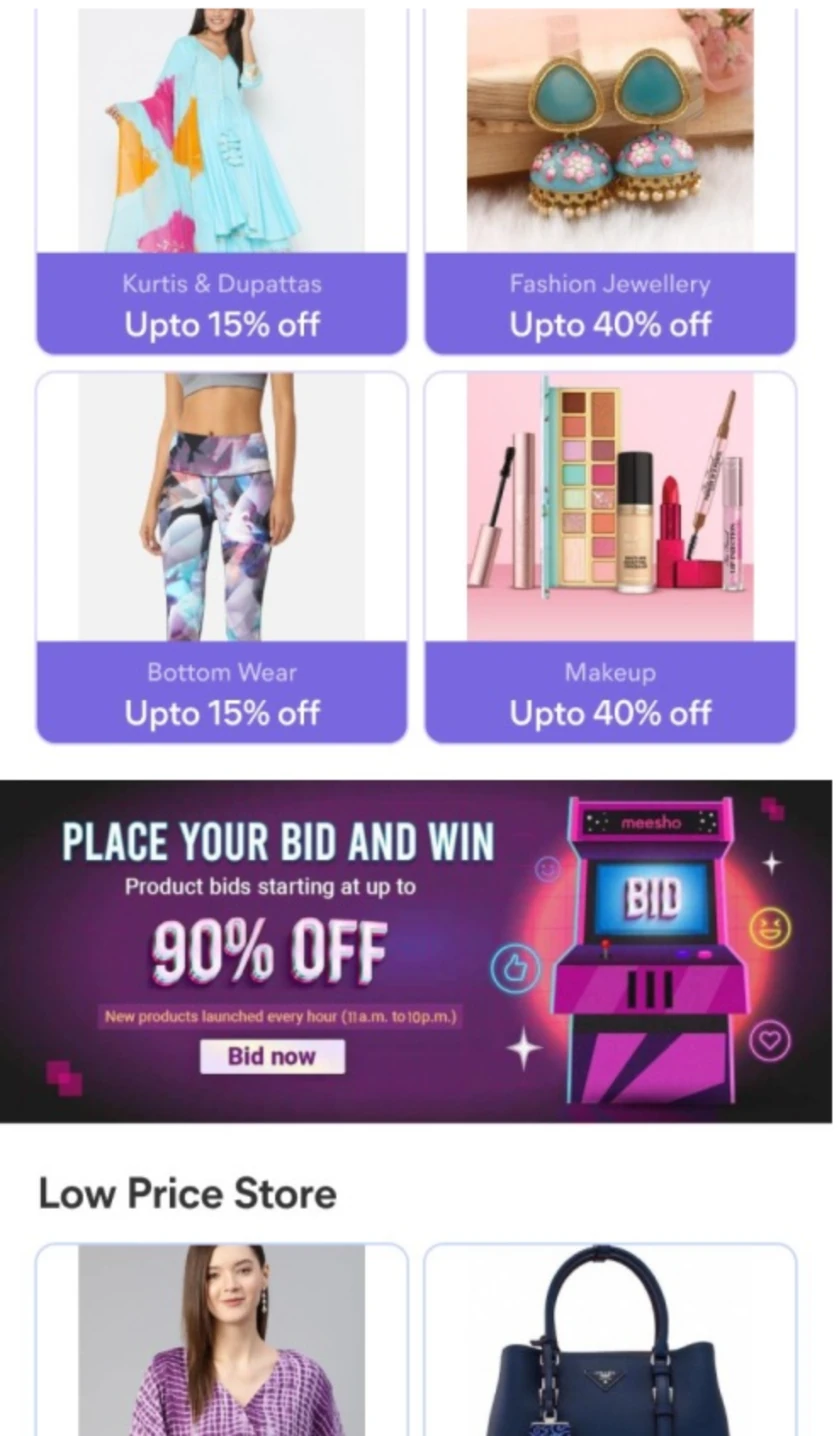 Kurtis & Dupattas
Upto 15% off
Fashion Jewellery
Upto 40% off
Bottom Wear
Upto 15% off
Makeup
Upto 40% off
PLACE YOUR BID AND WIN
Product bids starting at up to
90% OFF
New products launched every hour (11a.m. to10p.m.)
Bid now
meesho
BID
Low Price Store